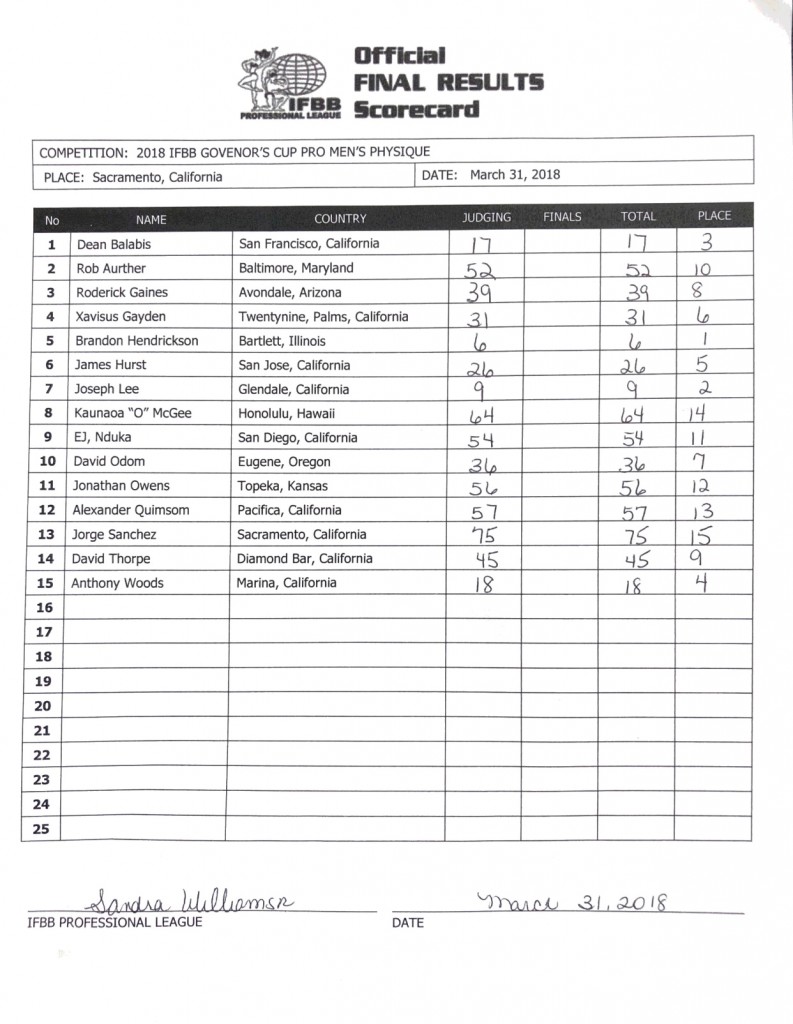 Official
FINAL RESULTS
Scorecard
IFBB
PROFESSIONAL LEAGUE
COMPETITION: 2018 IFBB GOVENOR'S CUP PRO MEN'S PHYSIQUE
PLACE: Sacramento, California DATE: March 31, 2018
No NAME COUNTRY JUDGING FINALS TOTAL PLACE
1 Dean Balabis San Francisco, California 17 17 3
2 Rob Aurther Baltimore, Maryland 52 52 10
3 Roderick Gaines Avondale, Arizona 39 39 8
4 Xavisus Gayden Twentynine, Palms, California 31 31 6
5 Brandon Hendrickson Bartlett, Illinois 6 6 1
6 James Hurst San Jose, California 26 26 5
7 Joseph Lee Glendale, California 9 9 2
8 Kaunaoa "O" McGee Honolulu, Hawaii 64 64 14
9 EJ, Nduka San Diego, California 54 54 11
10 David Odom Eugene, Oregon 36 36 7
11 Jonathan Owens Topeka, Kansas 56 56 12
12 Alexander Quimsom Pacifica, California 57 57 13
13 Jorge Sanchez Sacramento, California 75 75 15
14 David Thorpe Diamond Bar, California 45 45 9
15 Anthony Woods Marina, California 18 18 4
16
17
18
19
20
21
22
23
24
25
Sandra Williamson March 31, 2018
IFBB PROFESSIONAL LEAGUE DATE